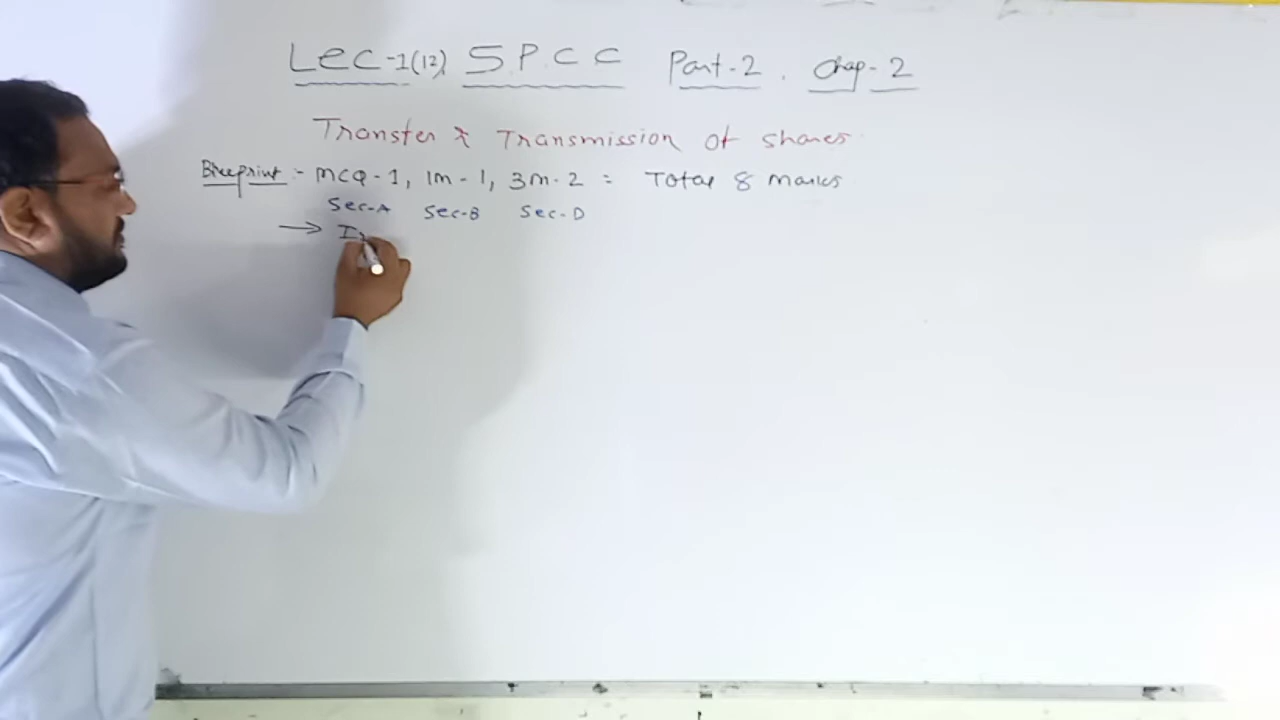 Lec-1(12) S.P.C.C Part-2. Chap-2
Transfer & Transmission of shares
Blueprint:- MCQ-1, 1M-1, 3M-2 = Total 8 Marks
Sec-A Sec-B Sec-D
→ In